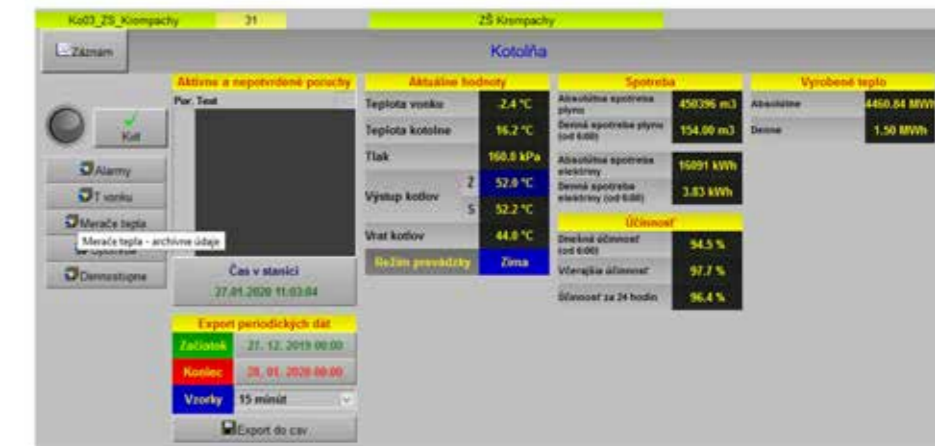 Ko03_ZS_Krompachy 31 ZŠ Krompachy
Záznam
Kotolňa
Aktívne a nepotvrdené poruchy
Por. Text
Kvit
Alarmy
T vonku
Merače tepla
Merače tepla - archívne údaje
Dennostupne
Čas v stanici
27.01.2020 11:03:04
Export periodických dát
Začiatok 27. 12. 2019 00:00
Koniec 28. 01. 2020 00:00
Vzorky 15 minút
Export do csv
Aktuálne hodnoty
Teplota vonku -2.4 °C
Teplota kotolne 16.2 °C
Tlak 160.0 kPa
Výstup kotlov Ž 52.0 °C
S 52.2 °C
Vrat kotlov 44.0 °C
Režim prevádzky Zima
Spotreba
Absolútna spotreba plynu 450396 m3
Denná spotreba plynu (od 6:00) 154.00 m3
Absolútna spotreba elektriny 16091 kWh
Denná spotreba elektriny (od 6:00) 3.83 kWh
Účinnosť
Dnešná účinnosť (od 6:00) 94.5 %
Včerajšia účinnosť 97.7 %
Účinnosť za 24 hodín 96.4 %
Vyrobené teplo
Absolútne 4460.84 MWh
Denne 1.50 MWh